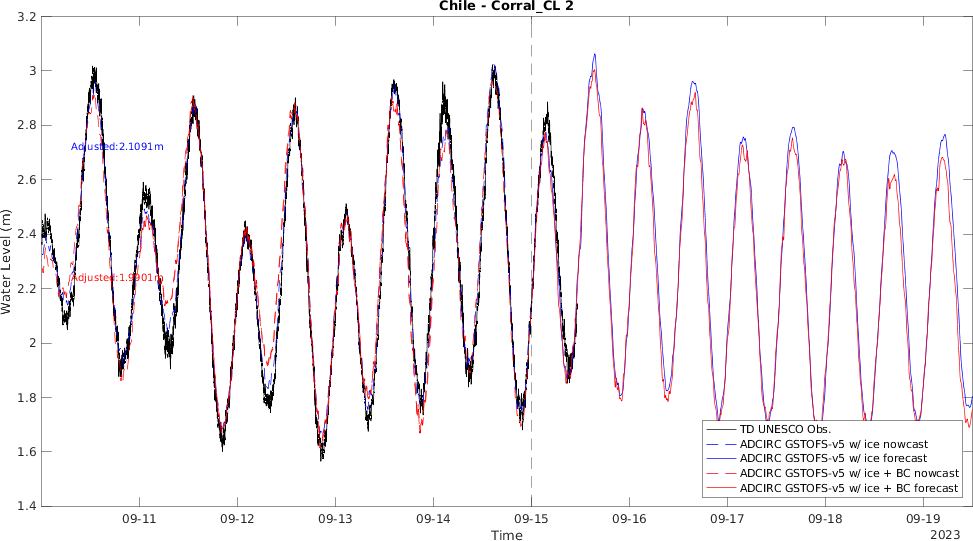 Chile - Corral_CL 2
3.2
3
2.8
2.6
2.4
2.2
2
1.8
1.6
1.4
Water Level (m)
Adjusted:2.1091m
Adjusted:1.9901m
TD UNESCO Obs.
ADCIRC GSTOFS-v5 w/ ice nowcast
ADCIRC GSTOFS-v5 w/ ice forecast
ADCIRC GSTOFS-v5 w/ ice + BC nowcast
ADCIRC GSTOFS-v5 w/ ice + BC forecast
09-11 09-12 09-13 09-14 09-15 09-16 09-17 09-18 09-19
Time
2023